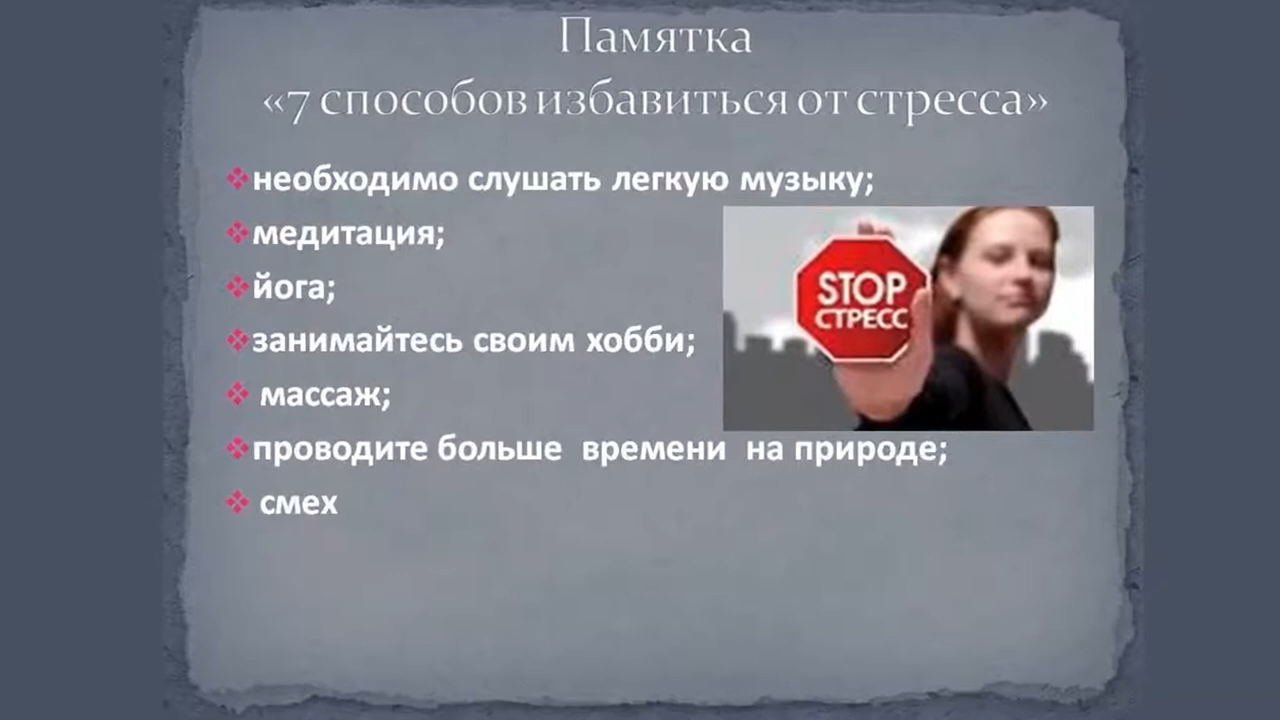 Памятка
«7 способов избавиться от стресса»
необходимо слушать легкую музыку;
медитация;
йога;
занимайтесь своим хобби;
массаж;
проводите больше времени на природе;
смех
STOP
СТРЕСС